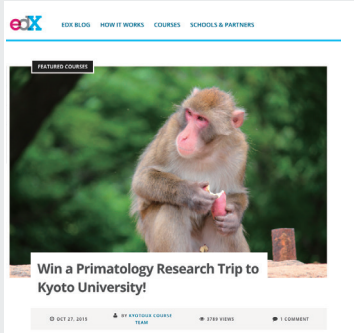 edX
EDX BLOG HOW IT WORKS COURSES SCHOOLS & PARTNERS
FEATURED COURSES
Win a Primatology Research Trip to
Kyoto University!
OCT 27, 2015 BY KYOTOUX COURSE TEAM 3789 VIEWS 1 COMMENT